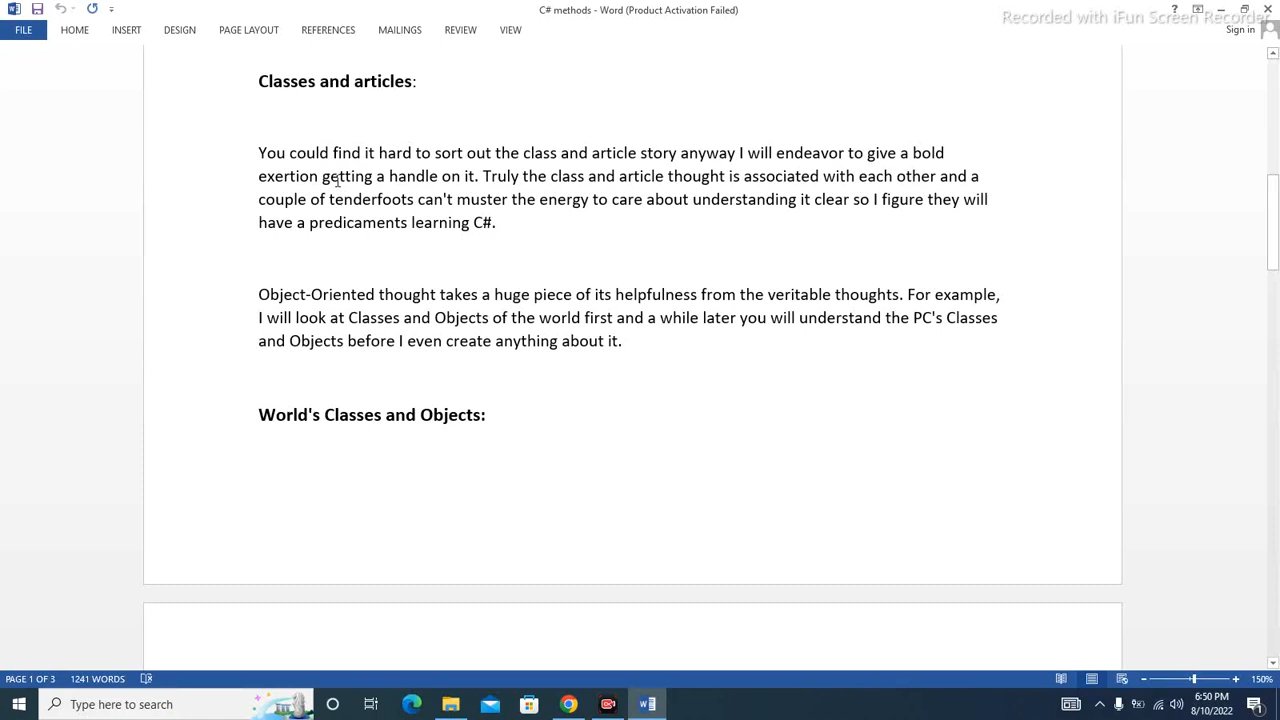 C# methods - Word (Product Activation Failed)
Recorded with iFun Screen Recorder
FILE HOME INSERT DESIGN PAGE LAYOUT REFERENCES MAILINGS REVIEW VIEW Sign in
Classes and articles:
You could find it hard to sort out the class and article story anyway I will endeavor to give a bold
exertion getting a handle on it. Truly the class and article thought is associated with each other and a
couple of tenderfoots can't muster the energy to care about understanding it clear so I figure they will
have a predicaments learning C#.
Object-Oriented thought takes a huge piece of its helpfulness from the veritable thoughts. For example,
I will look at Classes and Objects of the world first and a while later you will understand the PC's Classes
and Objects before I even create anything about it.
World's Classes and Objects:
PAGE 1 OF 3 1241 WORDS 150%
Type here to search
6:50 PM
8/10/2022